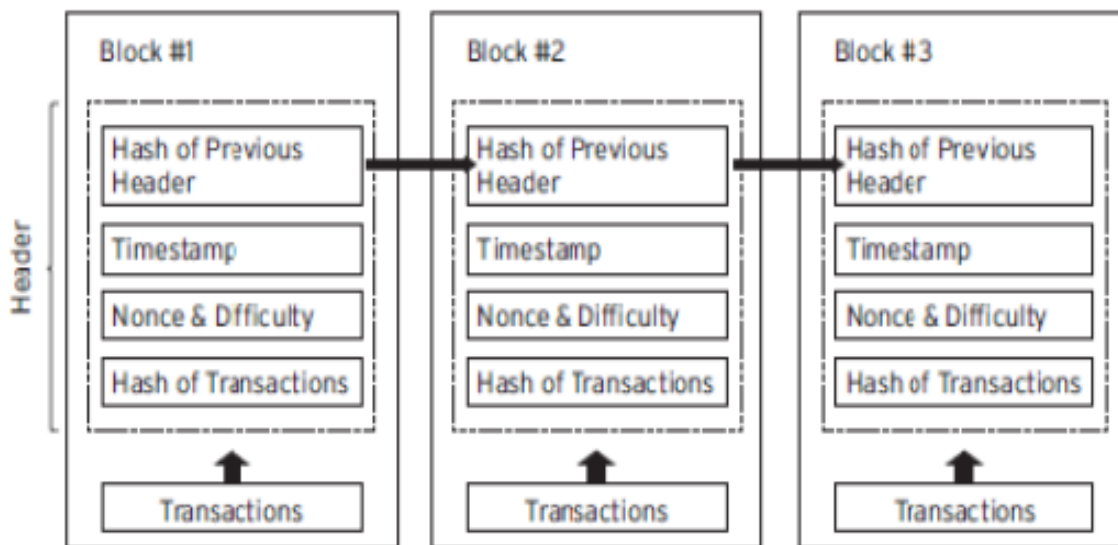 Block #1
Header
Hash of Previous
Header
Timestamp
Nonce & Difficulty
Hash of Transactions
Transactions
Block #2
Hash of Previous
Header
Timestamp
Nonce & Difficulty
Hash of Transactions
Transactions
Block #3
Hash of Previous
Header
Timestamp
Nonce & Difficulty
Hash of Transactions
Transactions